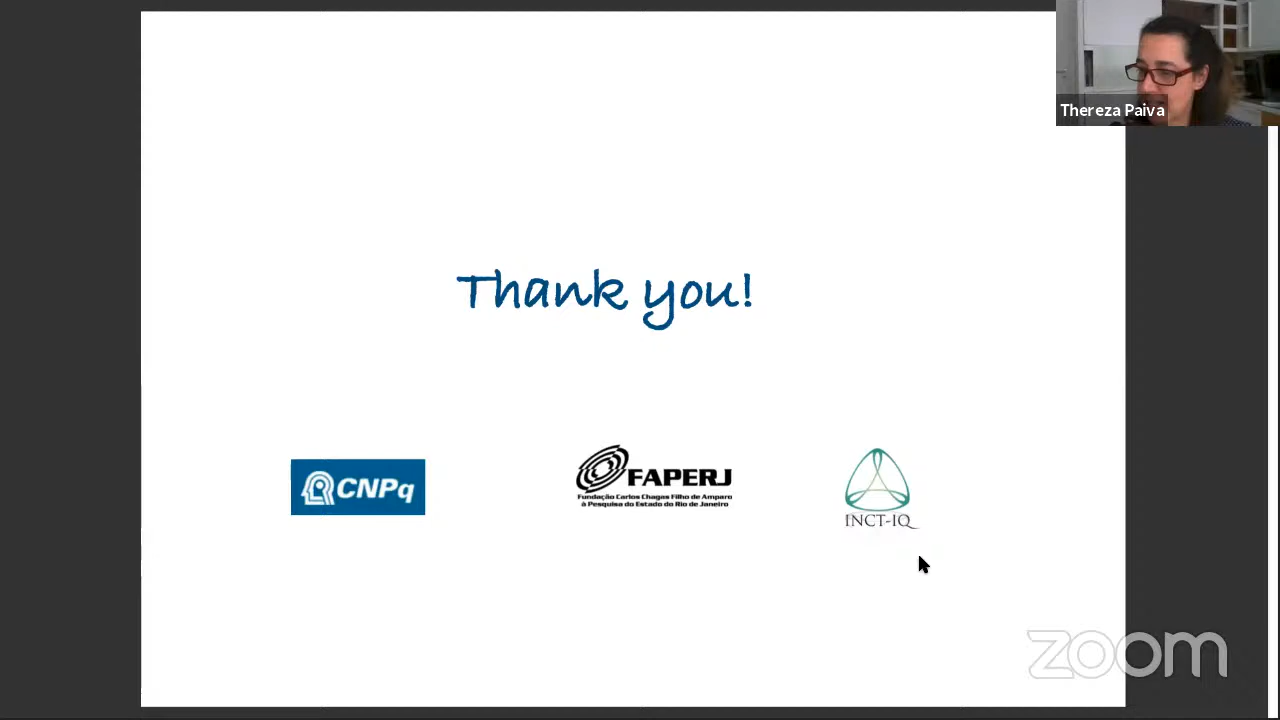 Thereza Paiva
Thank you!
CNPq
FAPERJ
Fundação Carlos Chagas Filho de Amparo
à Pesquisa do Estado do Rio de Janeiro
INCT-IQ
zoom